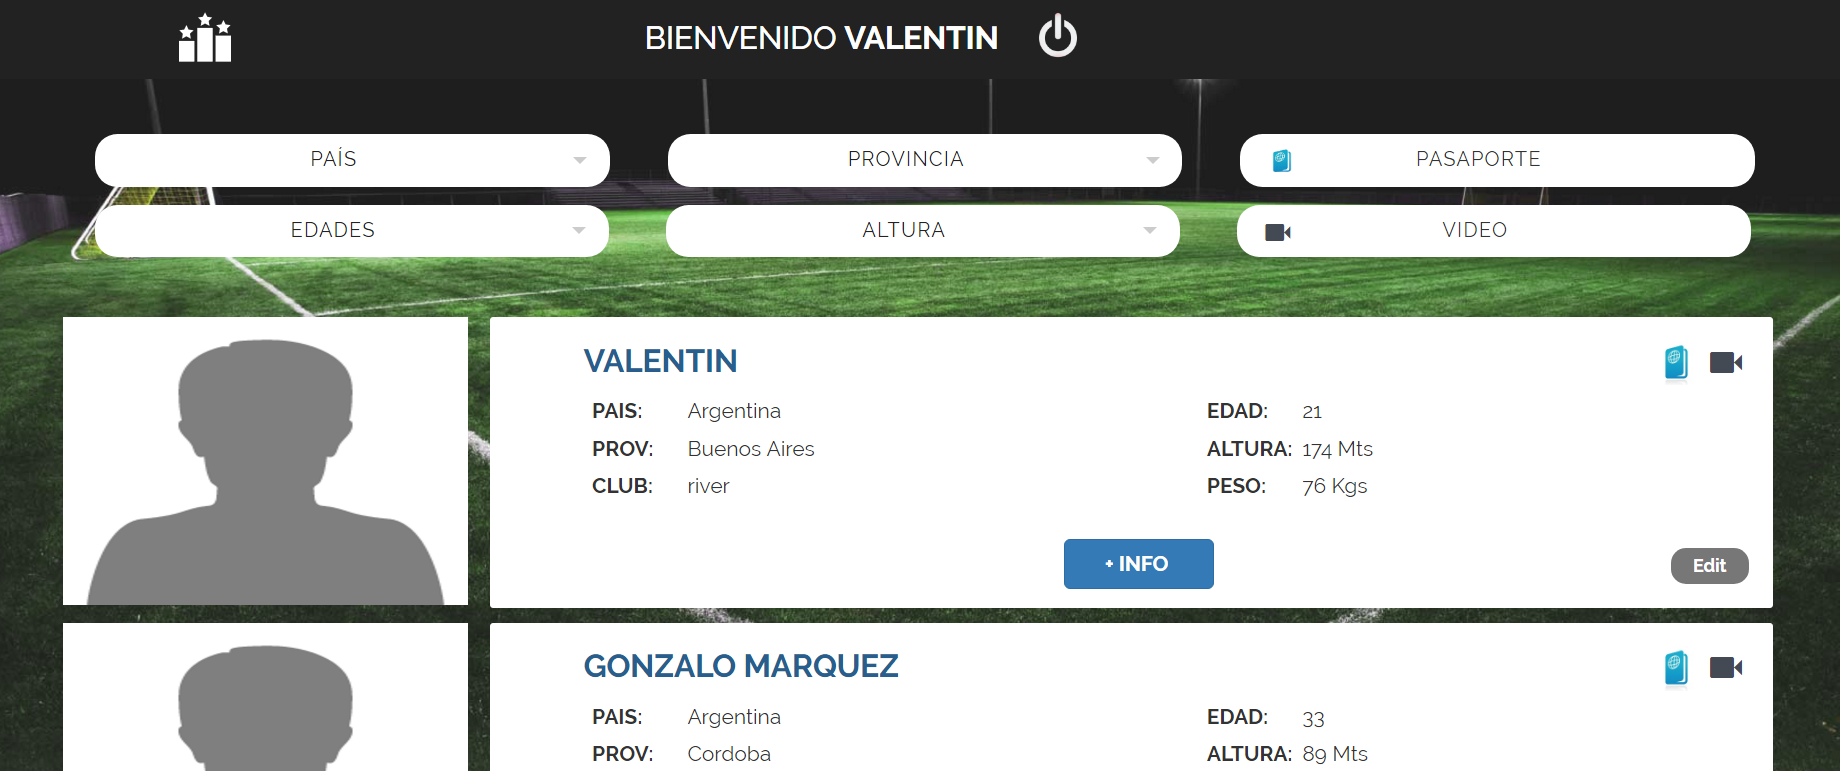 BIENVENIDO VALENTIN
PAÍS
PROVINCIA
PASAPORTE
EDADES
ALTURA
VIDEO
VALENTIN
PAIS: Argentina
EDAD: 21
PROV: Buenos Aires
ALTURA: 174 Mts
CLUB: river
PESO: 76 Kgs
+ INFO
Edit
GONZALO MARQUEZ
PAIS: Argentina
EDAD: 33
PROV: Cordoba
ALTURA: 89 Mts